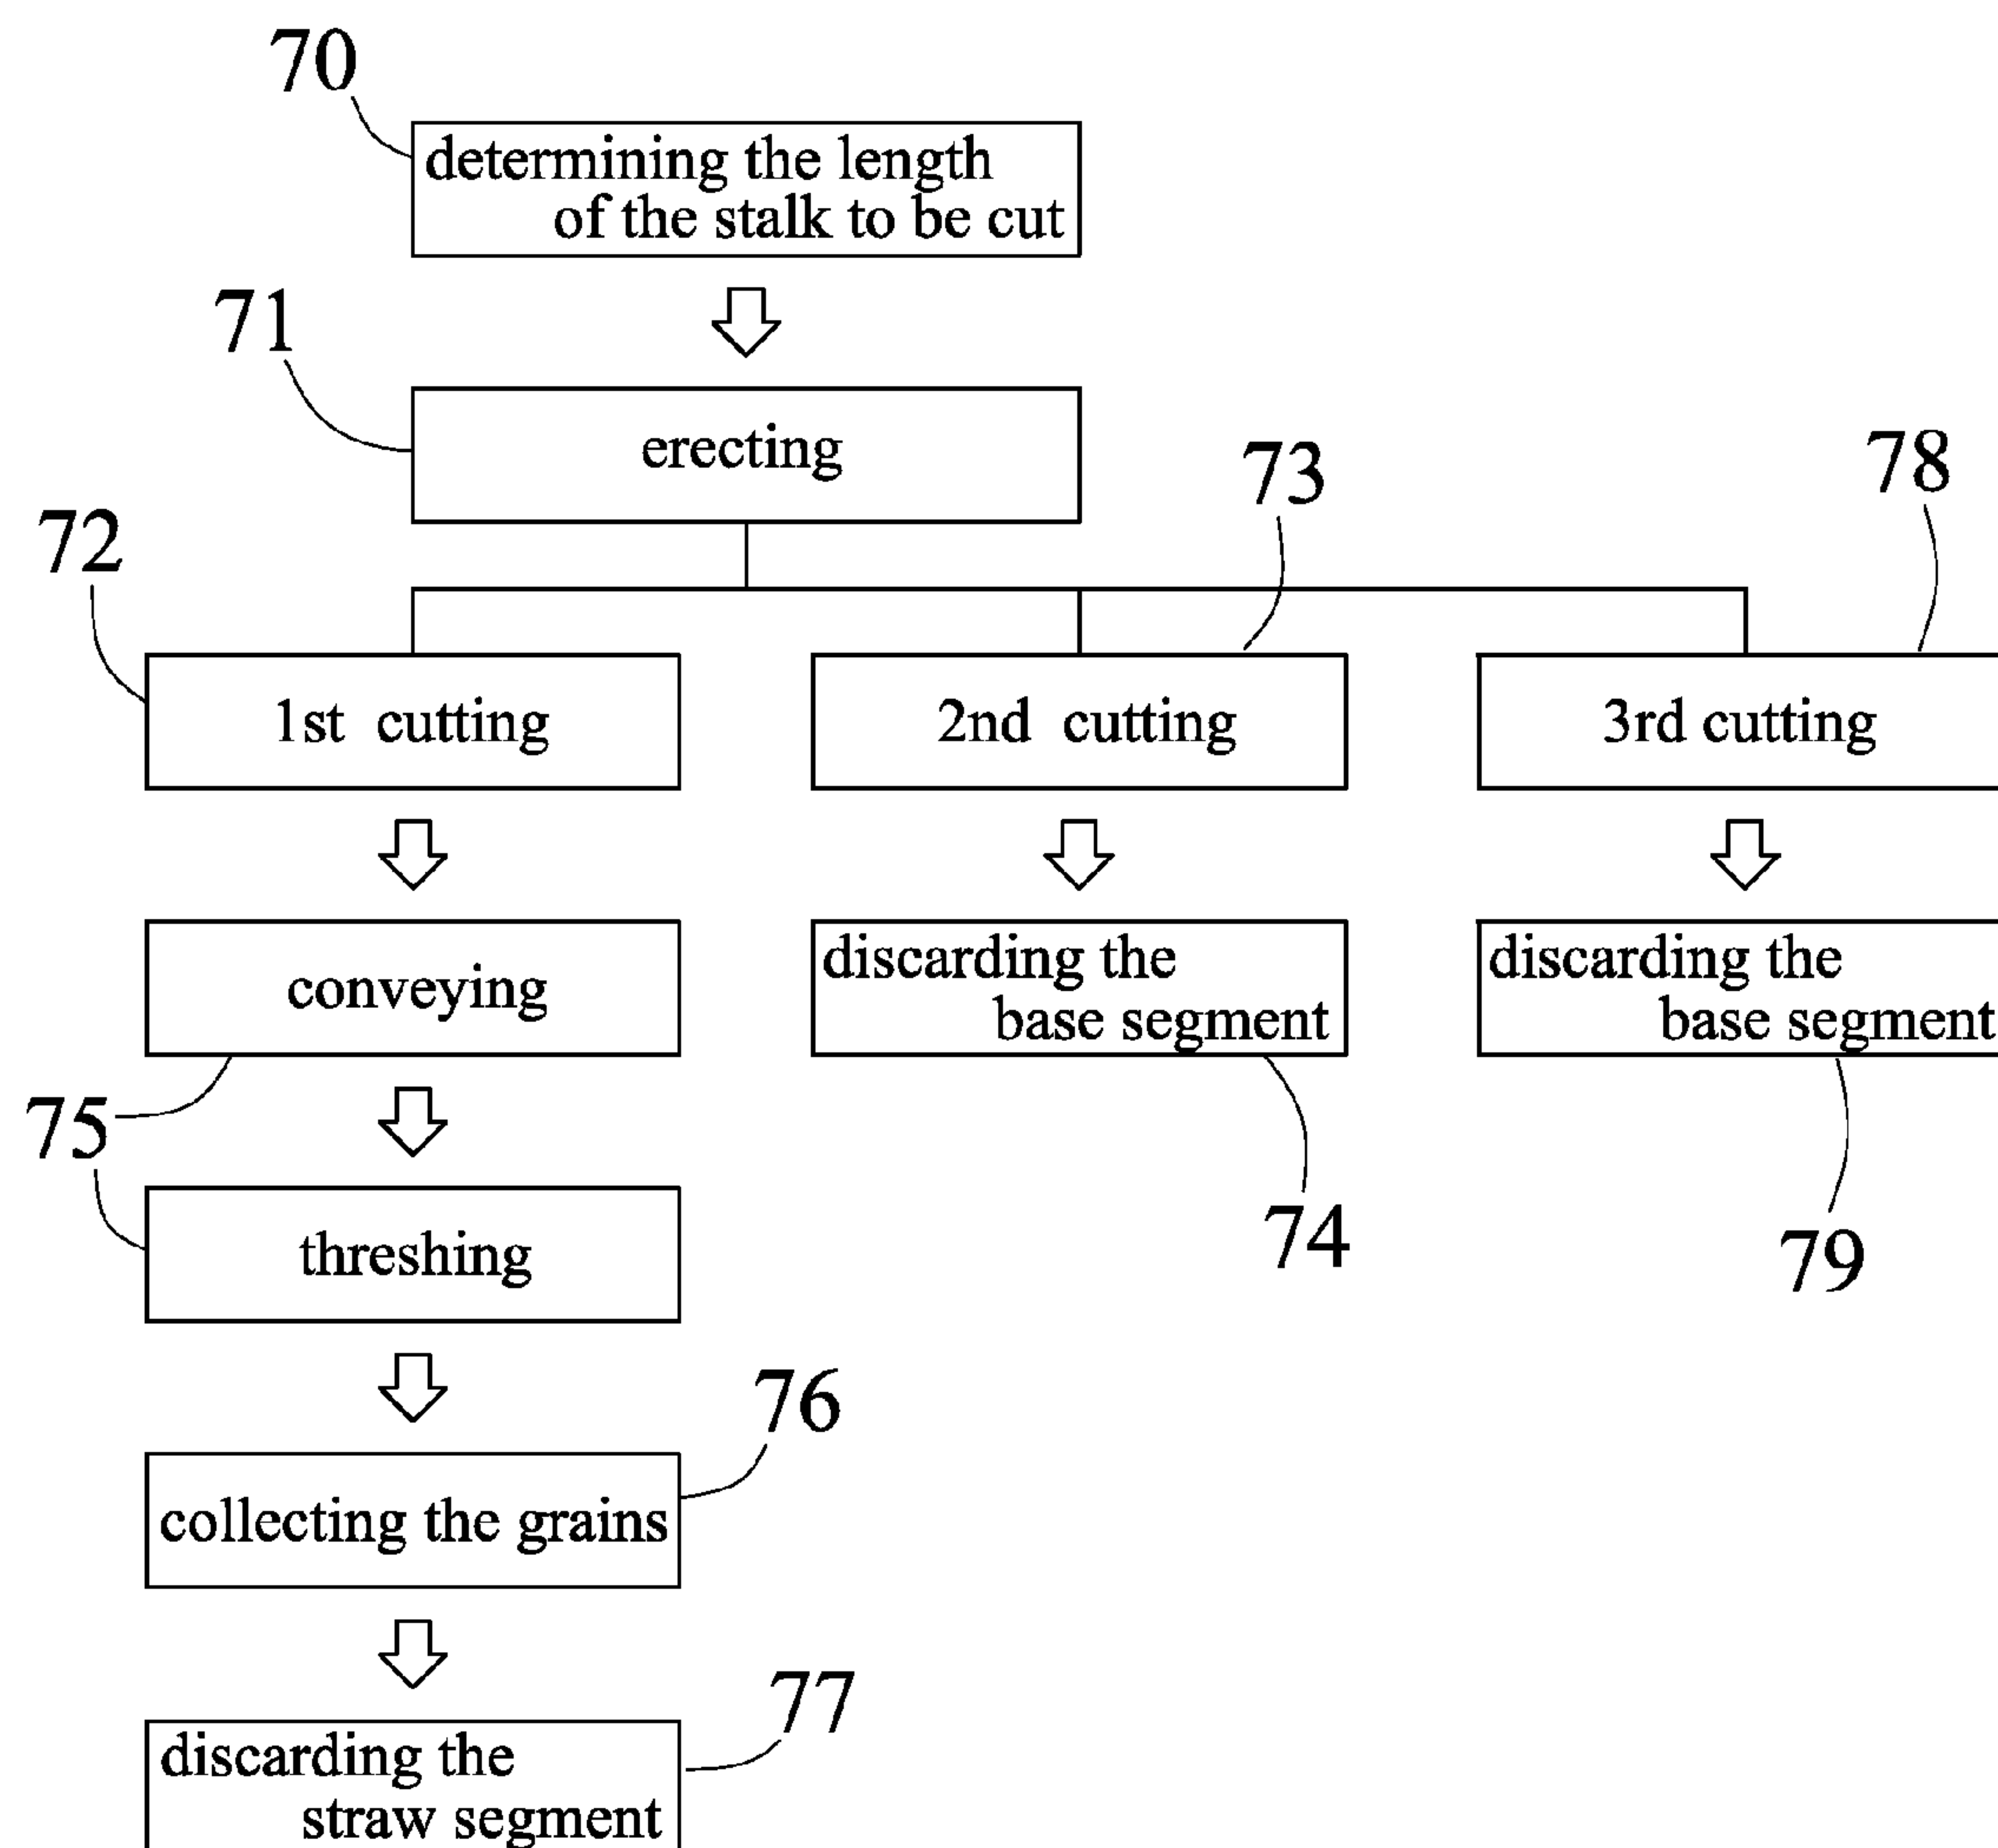 70
determining the length
of the stalk to be cut
71
erecting
73
78
72
1st cutting
2nd cutting
3rd cutting
conveying
discarding the
base segment
discarding the
base segment
75
threshing
74
79
76
collecting the grains
77
discarding the
straw segment